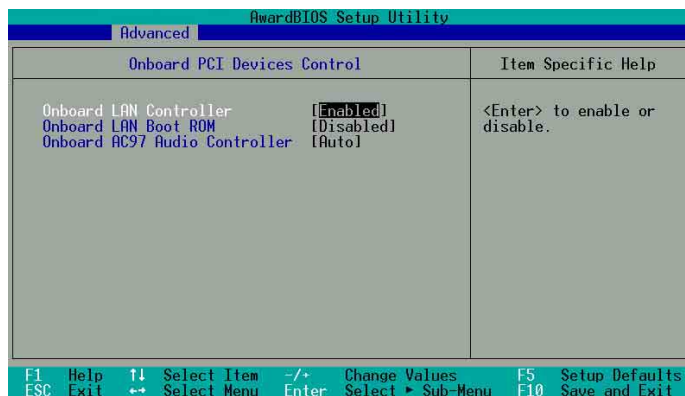 AwardBIOS Setup Utility
Advanced
Onboard PCI Devices Control
Item Specific Help
Onboard LAN Controller [Enabled]
Onboard LAN Boot ROM [Disabled]
Onboard AC97 Audio Controller [Auto]
<Enter> to enable or
disable.
F1 Help ↑↓ Select Item -/+ Change Values F5 Setup Defaults
ESC Exit ←→ Select Menu Enter Select ► Sub-Menu F10 Save and Exit